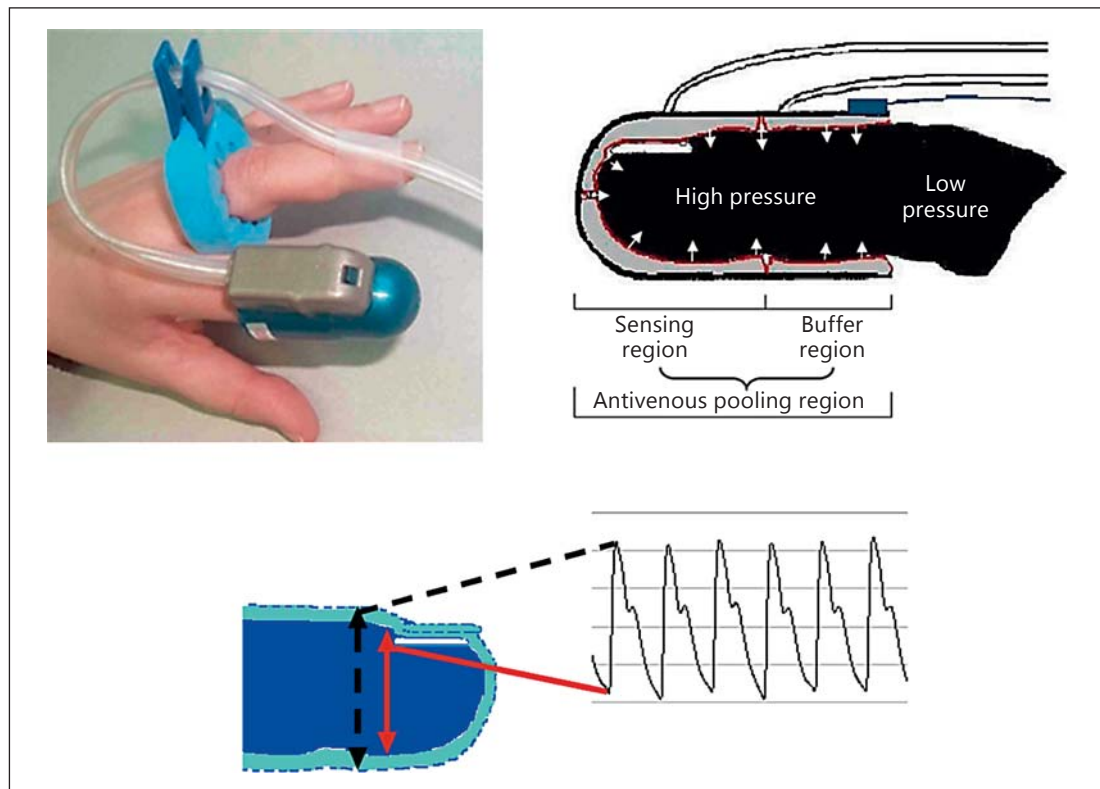 High pressure
Low
pressure
Sensing
region
Buffer
region
Antivenous pooling region